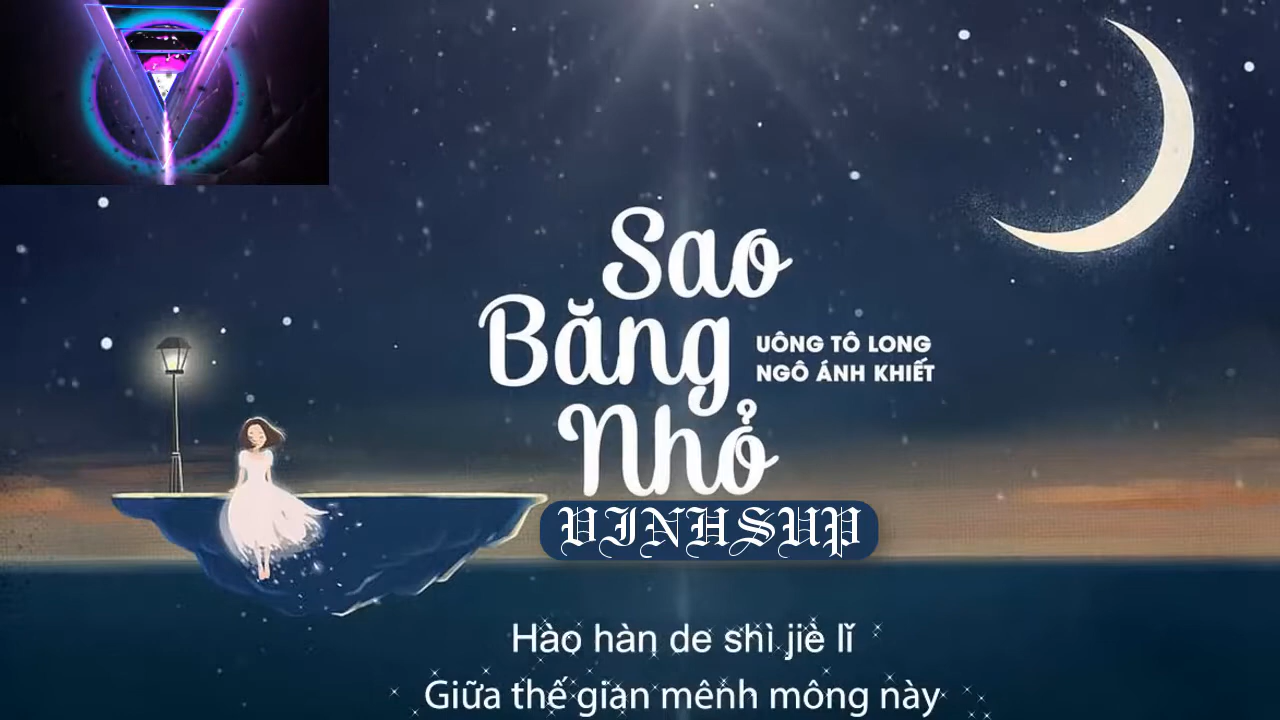 Sao
Băng
Nhỏ
UÔNG TÔ LONG
NGÔ ÁNH KHIẾT
VINHSUP
Hào hàn de shì jiè lǐ
Giữa thế gian mênh mông này